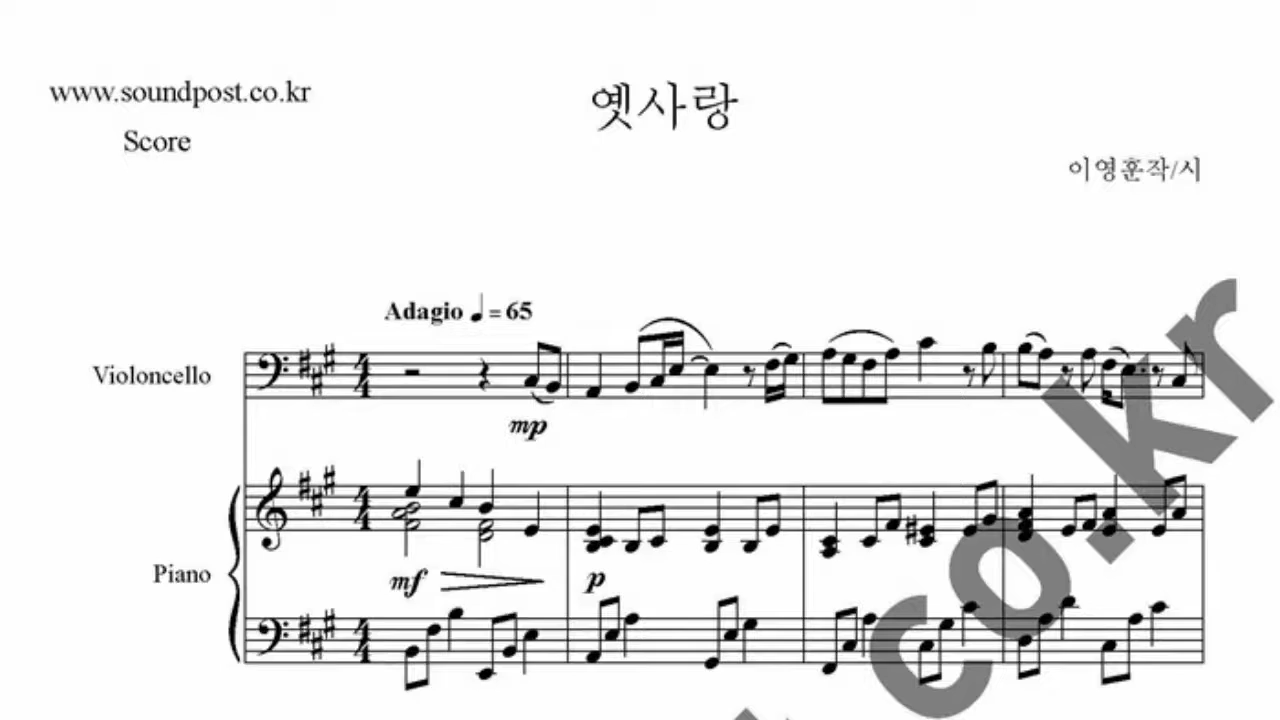 www.soundpost.co.kr
옛사랑
Score
이영훈작/시
Adagio ♩ = 65
Violoncello
mp
Piano
mf
p
co.kr